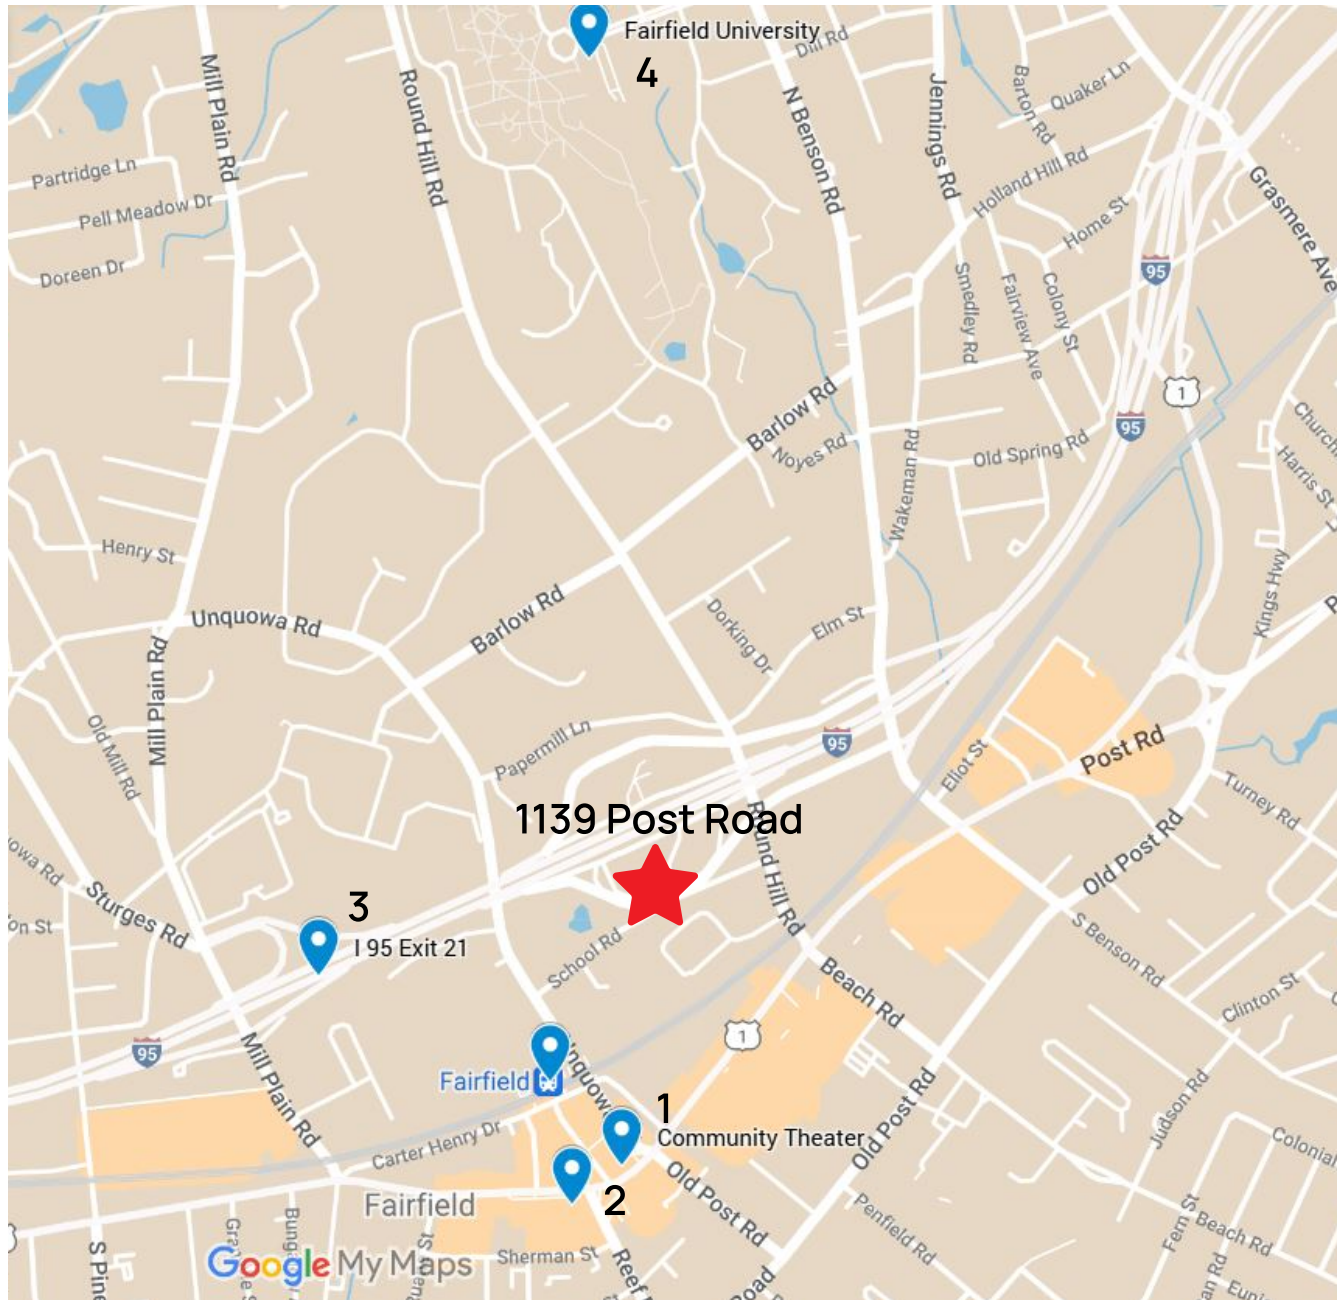 Fairfield University
4
Dill Rd
Mill Plain Rd
Round Hill Rd
N Benson Rd
Jennings Rd
Barton Rd
Quaker Ln
Partridge Ln
Holland Hill Rd
Grasmere Ave
Pell Meadow Dr
Home St
Doreen Dr
95
Smedley Rd
Fairview Ave
Colony St
1
Barlow Rd
95
Noyes Rd
Wakeman Rd
Old Spring Rd
Harris St
Henry St
Kings Hwy
Unquowa Rd
Barlow Rd
Dorking Dr
Elm St
Mill Plain Rd
Old Mill Rd
Papermill Ln
95
Eliot St
Post Rd
Turney Rd
1139 Post Road
Round Hill Rd
Old Post Rd
Sturges Rd
3
I 95 Exit 21
School Rd
S Benson Rd
Beach Rd
Clinton St
1
95
Mill Plain Rd
Fairfield
Unquowa
1
Community Theater
Old Post Rd
Judson Rd
Carter Henry Dr
Colonial
2
Old Post Rd
Fairfield
Penfield Rd
Fern St
Beach Rd
S Pine
Sherman St
Reef
Google My Maps
Road